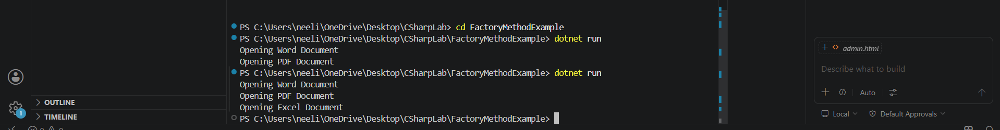 PS C:\Users\neeli\OneDrive\Desktop\CSharpLab> cd FactoryMethodExample
PS C:\Users\neeli\OneDrive\Desktop\CSharpLab\FactoryMethodExample> dotnet run
Opening Word Document
Opening PDF Document
PS C:\Users\neeli\OneDrive\Desktop\CSharpLab\FactoryMethodExample> dotnet run
Opening Word Document
Opening PDF Document
Opening Excel Document
PS C:\Users\neeli\OneDrive\Desktop\CSharpLab\FactoryMethodExample>
1
OUTLINE
TIMELINE
admin.html
Describe what to build
Auto
Local
Default Approvals